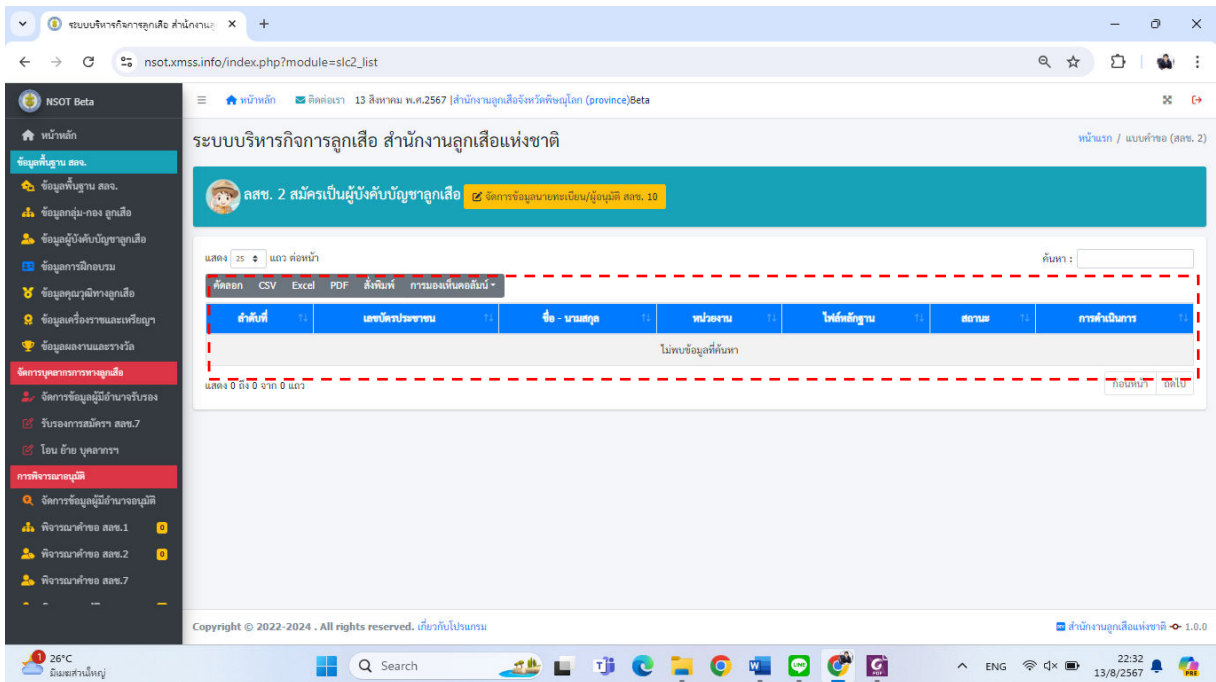 ระบบบริหารกิจการลูกเสือ สำนักงานลู
nsot.xmss.info/index.php?module=slc2_list
NSOT Beta
หน้าหลัก
ติดต่อเรา
13 สิงหาคม พ.ศ.2567 |สำนักงานลูกเสือจังหวัดพิษณุโลก (province)Beta
หน้าหลัก
ข้อมูลพื้นฐาน สลจ.
ข้อมูลพื้นฐาน สลจ.
ข้อมูลกลุ่ม-กอง ลูกเสือ
ข้อมูลผู้บังคับบัญชาลูกเสือ
ข้อมูลการฝึกอบรม
ข้อมูลคุณวุฒิทางลูกเสือ
ข้อมูลเครื่องราชและเหรียญฯ
ข้อมูลผลงานและรางวัล
จัดการบุคลากรการทางลูกเสือ
จัดการข้อมูลผู้มีอำนาจรับรอง
รับรองการสมัครฯ สลช.7
โอน ย้าย บุคลากรฯ
การพิจารณาอนุมัติ
จัดการข้อมูลผู้มีอำนาจอนุมัติ
พิจารณาคำขอ สลช.1 0
พิจารณาคำขอ สลช.2 0
พิจารณาคำขอ สลช.7
ระบบบริหารกิจการลูกเสือ สำนักงานลูกเสือแห่งชาติ
หน้าแรก / แบบคำขอ (สลช. 2)
ลสช. 2 สมัครเป็นผู้บังคับบัญชาลูกเสือ
จัดการข้อมูลนายทะเบียน/ผู้อนุมัติ สลช. 10
แสดง 25 แถว ต่อหน้า
ค้นหา :
คัดลอก CSV Excel PDF สั่งพิมพ์ การมองเห็นคอลัมน์
ลำดับที่ เลขบัตรประชาชน ชื่อ - นามสกุล หน่วยงาน ไฟล์หลักฐาน สถานะ การดำเนินการ
ไม่พบข้อมูลที่ค้นหา
แสดง 0 ถึง 0 จาก 0 แถว
ก่อนหน้า ถัดไป
Copyright © 2022-2024 . All rights reserved. เกี่ยวกับโปรแกรม
สำนักงานลูกเสือแห่งชาติ 1.0.0
1
26°C
มีเมฆส่วนใหญ่
Search
ENG
22:32
13/8/2567